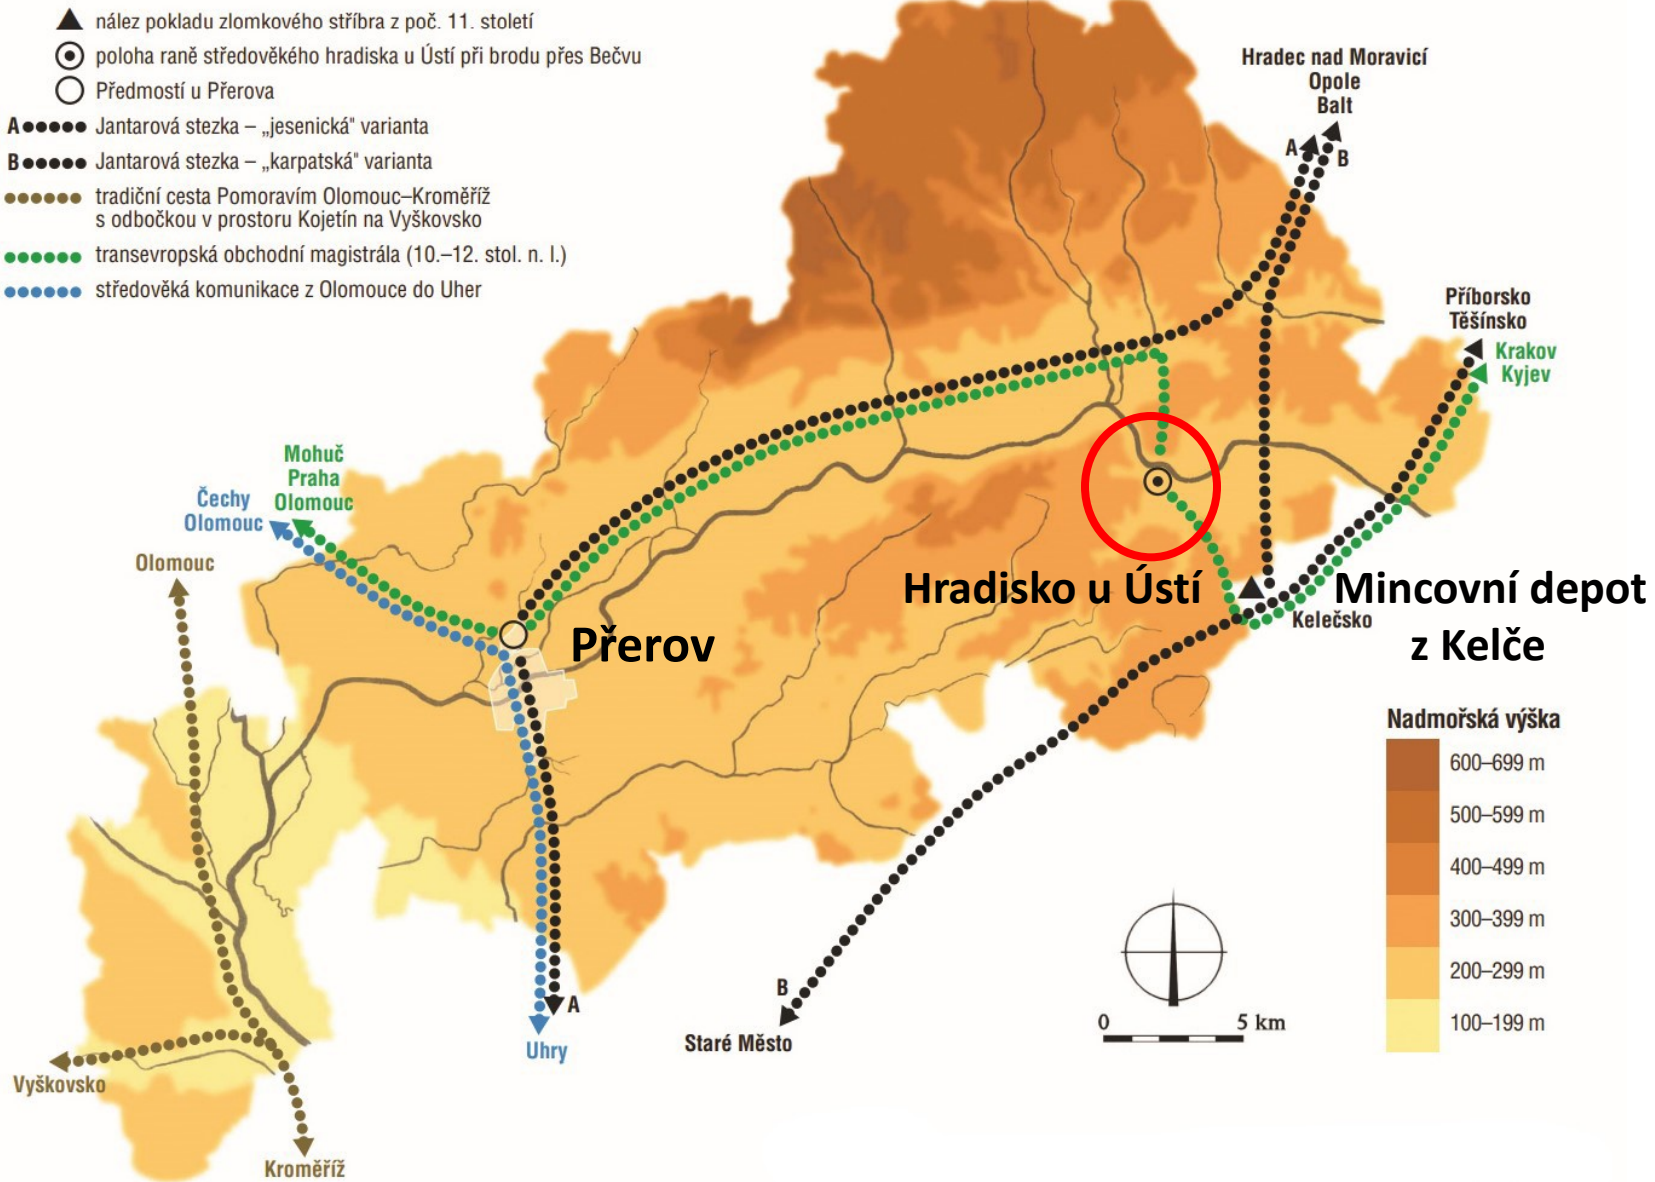 nález pokladu zlomkového stříbra z poč. 11. století
poloha raně středověkého hradiska u Ústí při brodu přes Bečvu
Předmostí u Přerova
A Jantarová stezka – „jesenická" varianta
B Jantarová stezka – „karpatská" varianta
tradiční cesta Pomoravím Olomouc–Kroměříž
s odbočkou v prostoru Kojetín na Vyškovsko
transevropská obchodní magistrála (10.–12. stol. n. l.)
středověká komunikace z Olomouce do Uher
Hradec nad Moravicí
Opole
Balt
A
B
Příborsko
Těšínsko
Krakov
Kyjev
Mohuč
Praha
Olomouc
Čechy
Olomouc
Olomouc
Hradisko u Ústí
Mincovní depot
z Kelče
Kelečsko
Přerov
A
Uhry
B
Staré Město
Vyškovsko
Kroměříž
0 5 km
Nadmořská výška
600–699 m
500–599 m
400–499 m
300–399 m
200–299 m
100–199 m